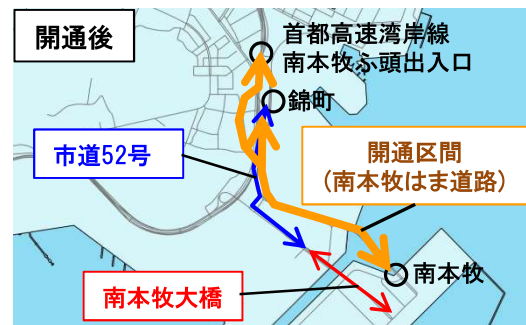 開通後
首都高速湾岸線
南本牧ふ頭出入口
錦町
市道52号
開通区間
(南本牧はま道路)
南本牧
南本牧大橋